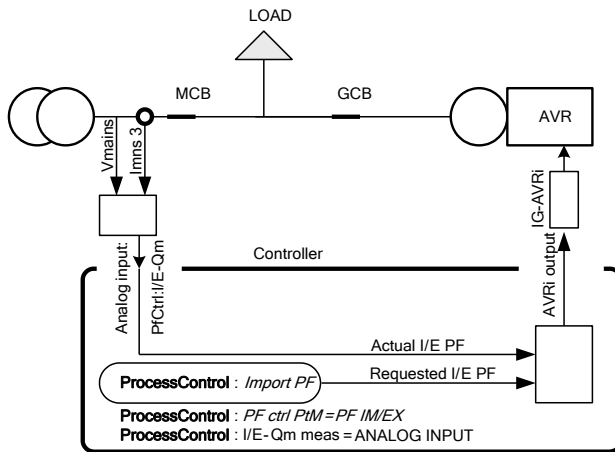 LOAD
MCB
GCB
AVR
Vmains
Imns 3
IG-AVRi
Analog input:
PfCtrl:I/E-Qm
Controller
AVRi output
Actual I/E PF
ProcessControl : Import PF
Requested I/E PF
ProcessControl : PF ctrl PtM = PF IM/EX
ProcessControl : I/E-Qm meas = ANALOG INPUT